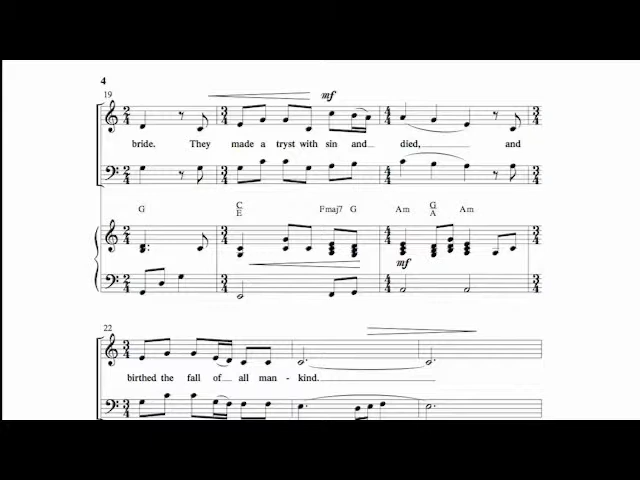 4
19
mf
bride. They made a tryst with sin and died, and
G C/E Fmaj7 G Am G/A Am
mf
22
birthed the fall of all man - kind.